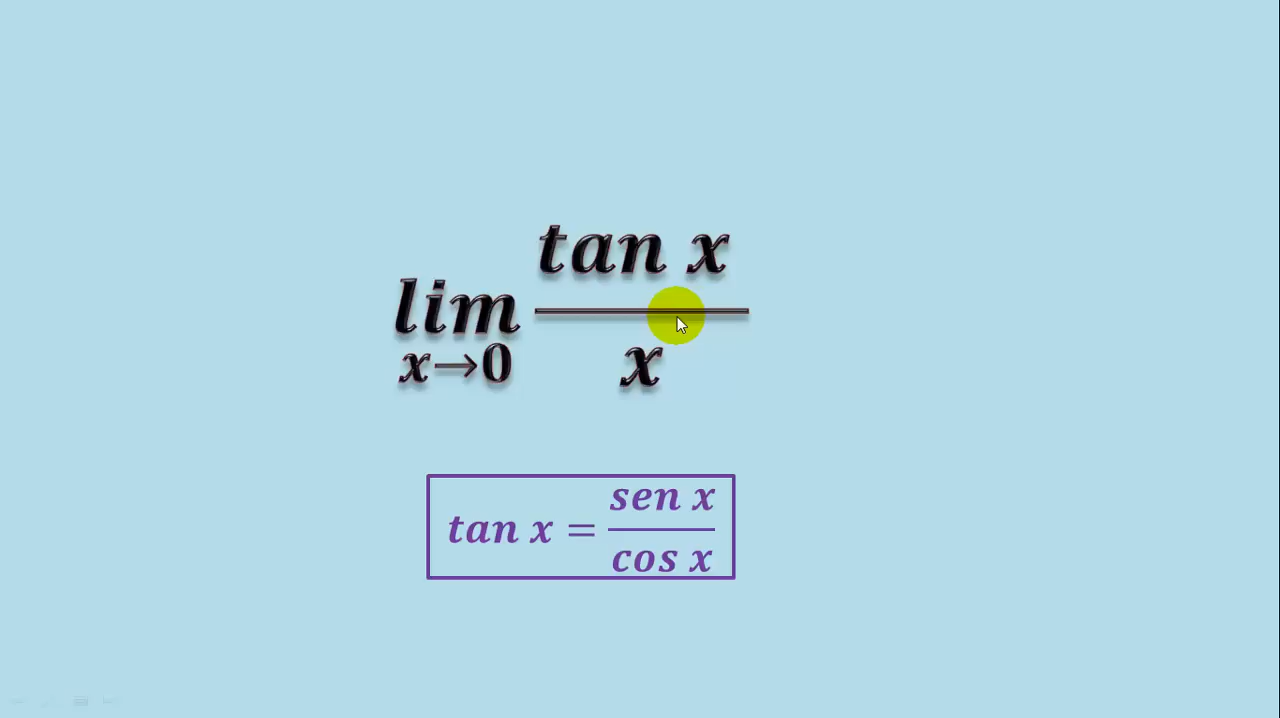 tan x
lim
x
x→0
sen x
tan x =
cos x